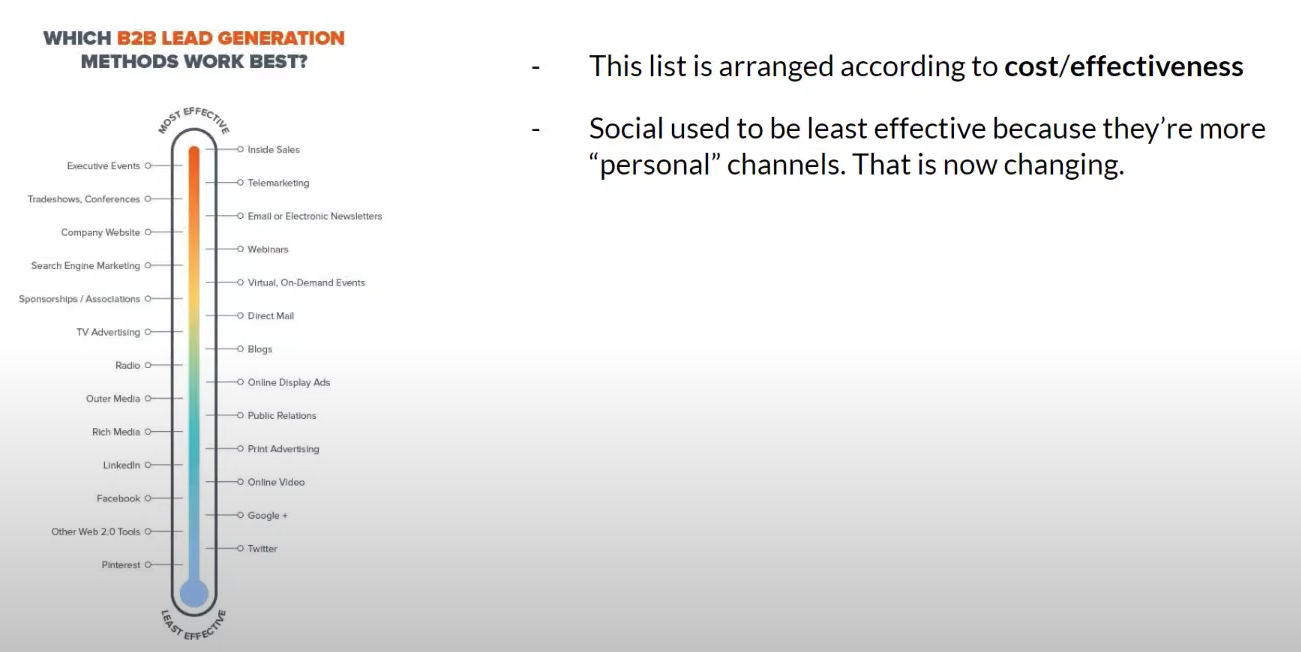 WHICH B2B LEAD GENERATION
METHODS WORK BEST?
MOST EFFECTIVE
Inside Sales
Executive Events
Telemarketing
Tradeshows, Conferences
Email or Electronic Newsletters
Company Website
Webinars
Search Engine Marketing
Virtual, On-Demand Events
Sponsorships / Associations
Direct Mail
TV Advertising
Blogs
Radio
Online Display Ads
Outer Media
Public Relations
Rich Media
Print Advertising
LinkedIn
Online Video
Facebook
Google +
Other Web 2.0 Tools
Twitter
Pinterest
LEAST EFFECTIVE
- This list is arranged according to cost/effectiveness
- Social used to be least effective because they’re more
“personal” channels. That is now changing.